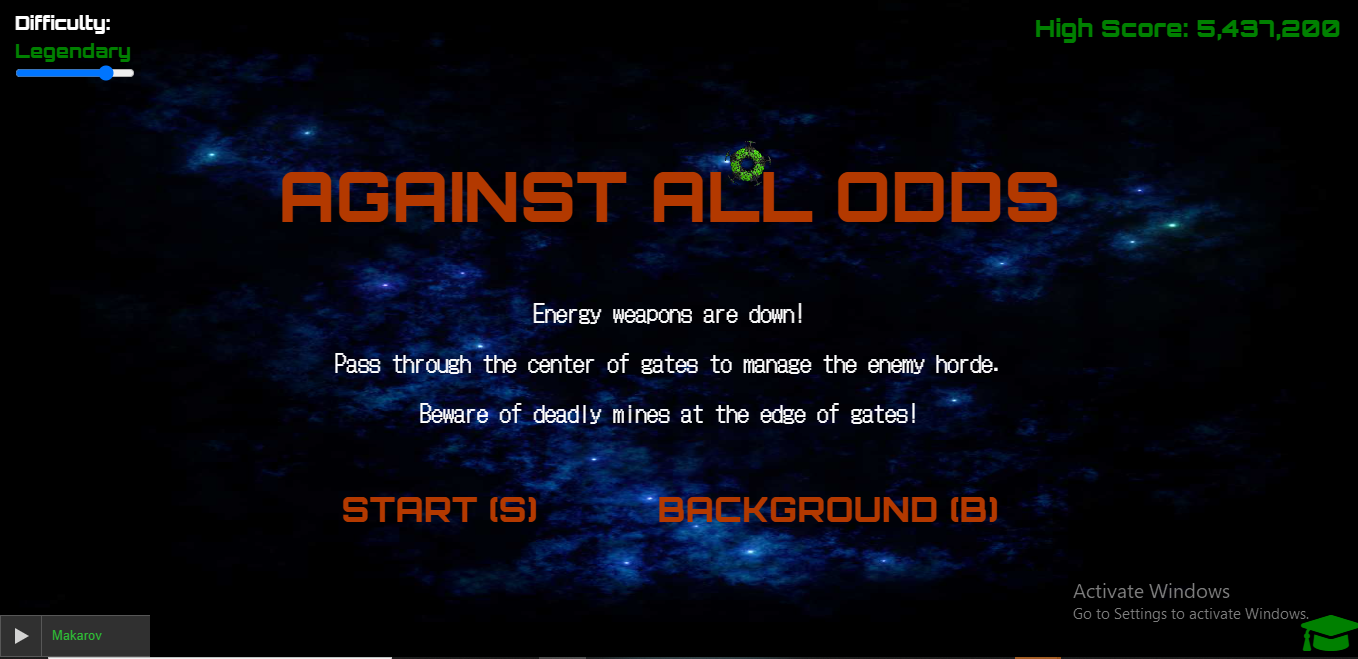 Difficulty:
Legendary
High Score: 5,437,200
AGAINST ALL ODDS
Energy weapons are down!
Pass through the center of gates to manage the enemy horde.
Beware of deadly mines at the edge of gates!
START (S)
BACKGROUND (B)
Activate Windows
Go to Settings to activate Windows.
Makarov